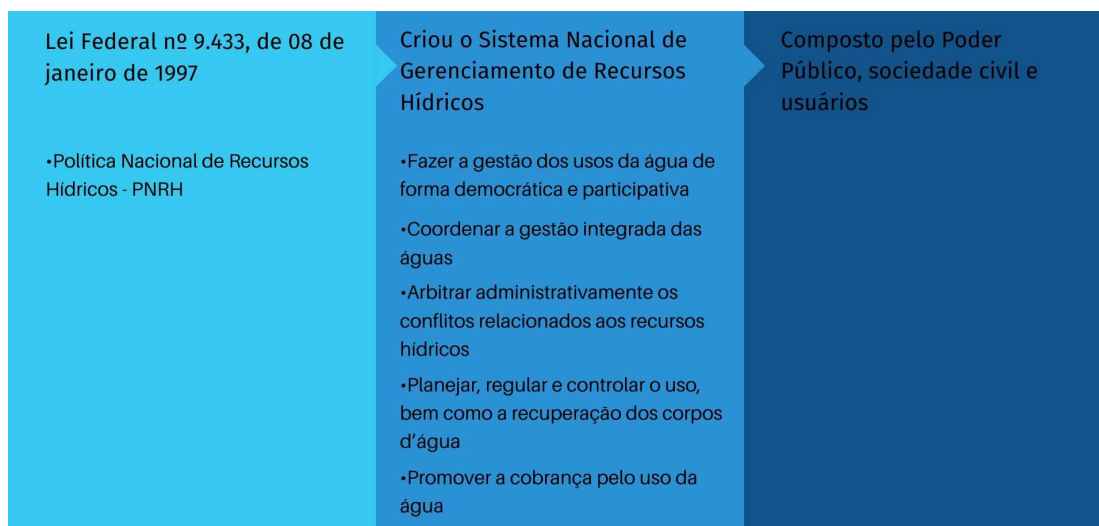 Lei Federal nº 9.433, de 08 de
janeiro de 1997
•Política Nacional de Recursos
Hídricos - PNRH
Criou o Sistema Nacional de
Gerenciamento de Recursos
Hídricos
•Fazer a gestão dos usos da água de
forma democrática e participativa
•Coordenar a gestão integrada das
águas
•Arbitrar administrativamente os
conflitos relacionados aos recursos
hídricos
•Planejar, regular e controlar o uso,
bem como a recuperação dos corpos
d’água
•Promover a cobrança pelo uso da
água
Composto pelo Poder
Público, sociedade civil e
usuários